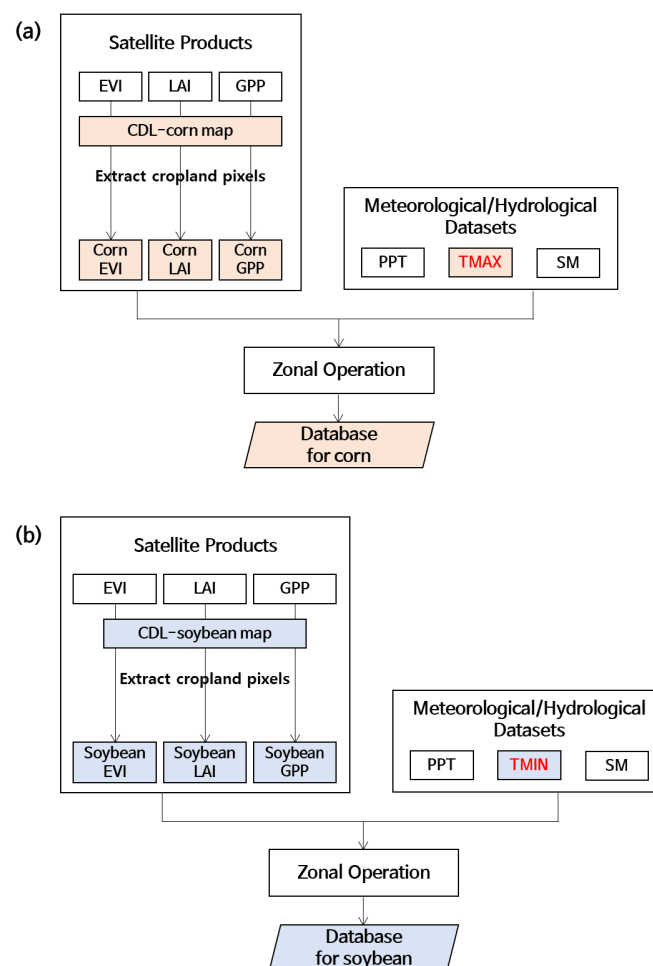 (a)
Satellite Products
EVI LAI GPP
CDL-corn map
Extract cropland pixels
Corn EVI
Corn LAI
Corn GPP
Meteorological/Hydrological
Datasets
PPT TMAX SM
Zonal Operation
Database
for corn
(b)
Satellite Products
EVI LAI GPP
CDL-soybean map
Extract cropland pixels
Soybean EVI
Soybean LAI
Soybean GPP
Meteorological/Hydrological
Datasets
PPT TMIN SM
Zonal Operation
Database
for soybean